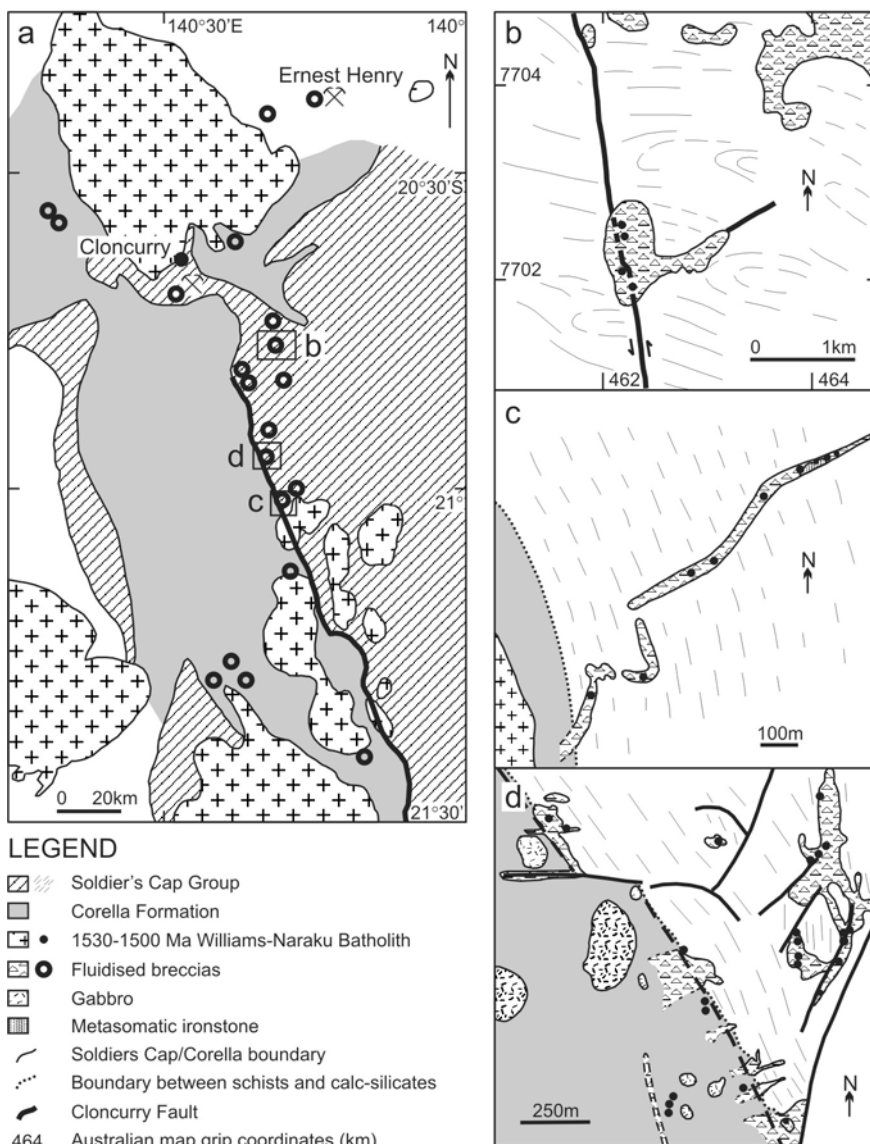 a
140°30'E
140°
N
Ernest Henry
20°30'S
Cloncurry
b
d
c
21°
0 20km
21°30'
b
7704
N
7702
0 1km
462
464
c
N
100m
d
N
250m
LEGEND
Soldier's Cap Group
Corella Formation
1530-1500 Ma Williams-Naraku Batholith
Fluidised breccias
Gabbro
Metasomatic ironstone
Soldiers Cap/Corella boundary
Boundary between schists and calc-silicates
Cloncurry Fault
464 Australian map grip coordinates (km)